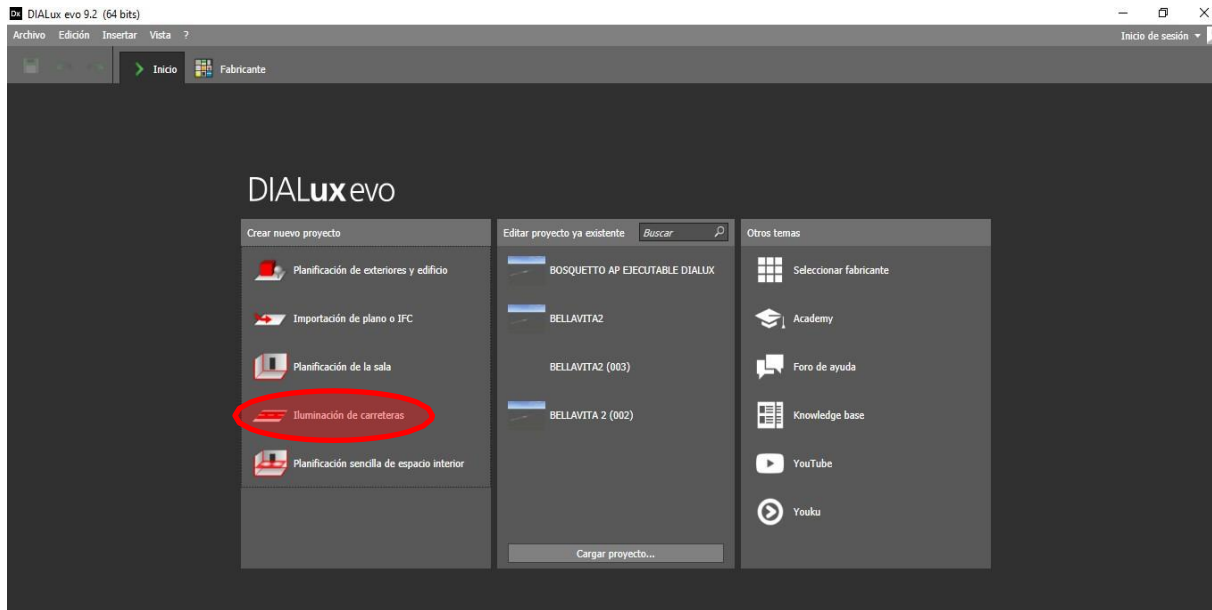 Dx DIALux evo 9.2 (64 bits)
Archivo Edición Insertar Vista ?
Inicio de sesión
Inicio Fabricante
DIALux evo
Crear nuevo proyecto
Planificación de exteriores y edificio
Importación de plano o IFC
Planificación de la sala
Iluminación de carreteras
Planificación sencilla de espacio interior
Editar proyecto ya existente Buscar
BOSQUETTO AP EJECUTABLE DIALUX
BELLAVITA2
BELLAVITA2 (003)
BELLAVITA 2 (002)
Cargar proyecto...
Otros temas
Seleccionar fabricante
Academy
Foro de ayuda
Knowledge base
YouTube
Youku